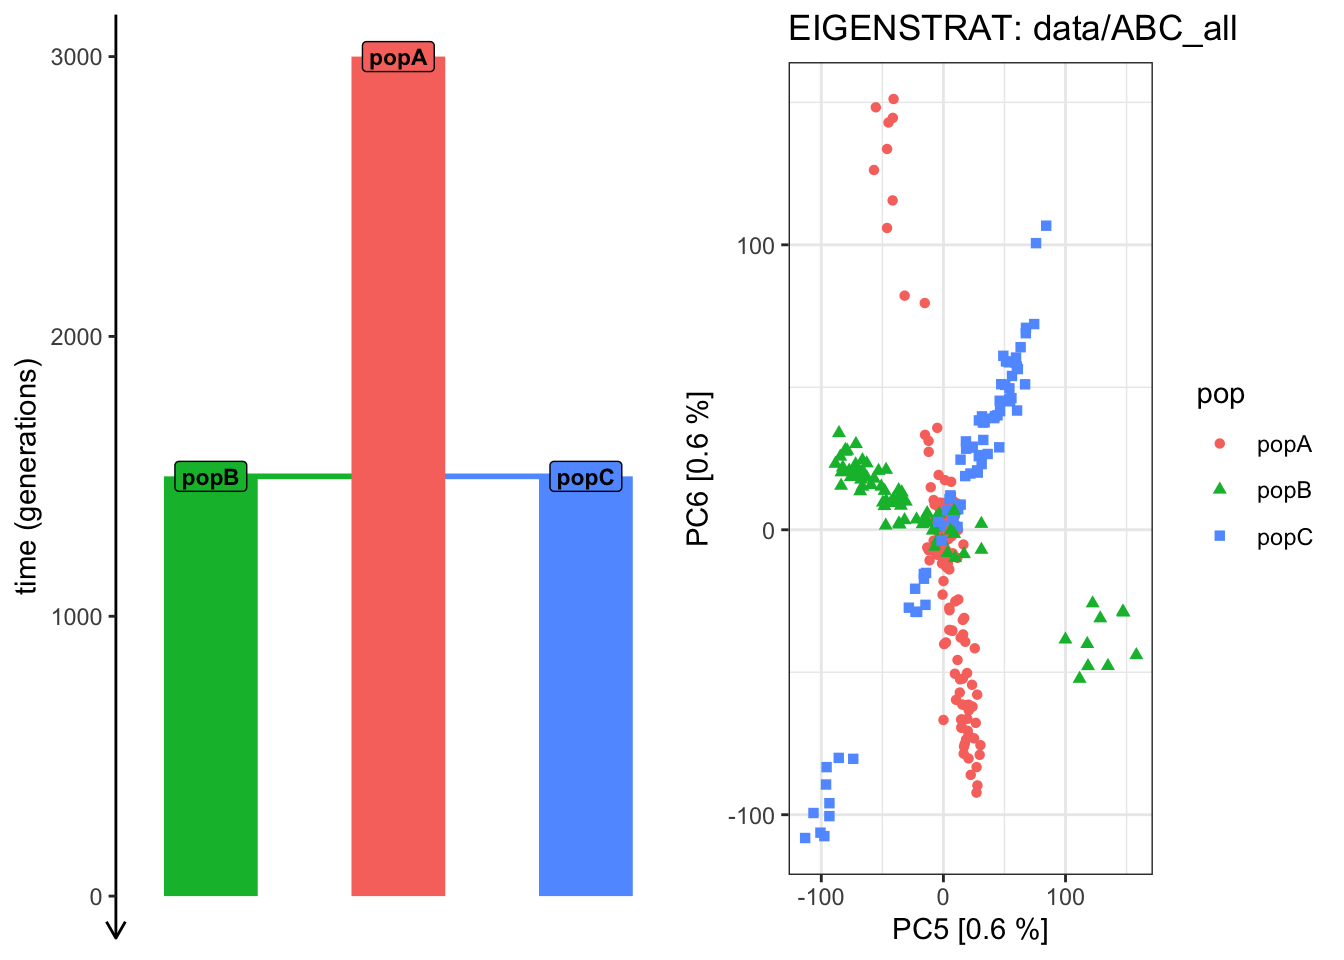 time (generations)
3000
2000
1000
0
popA
popB
popC
EIGENSTRAT: data/ABC_all
PC6 [0.6 %]
100
0
-100
-100
0
100
PC5 [0.6 %]
pop
popA
popB
popC